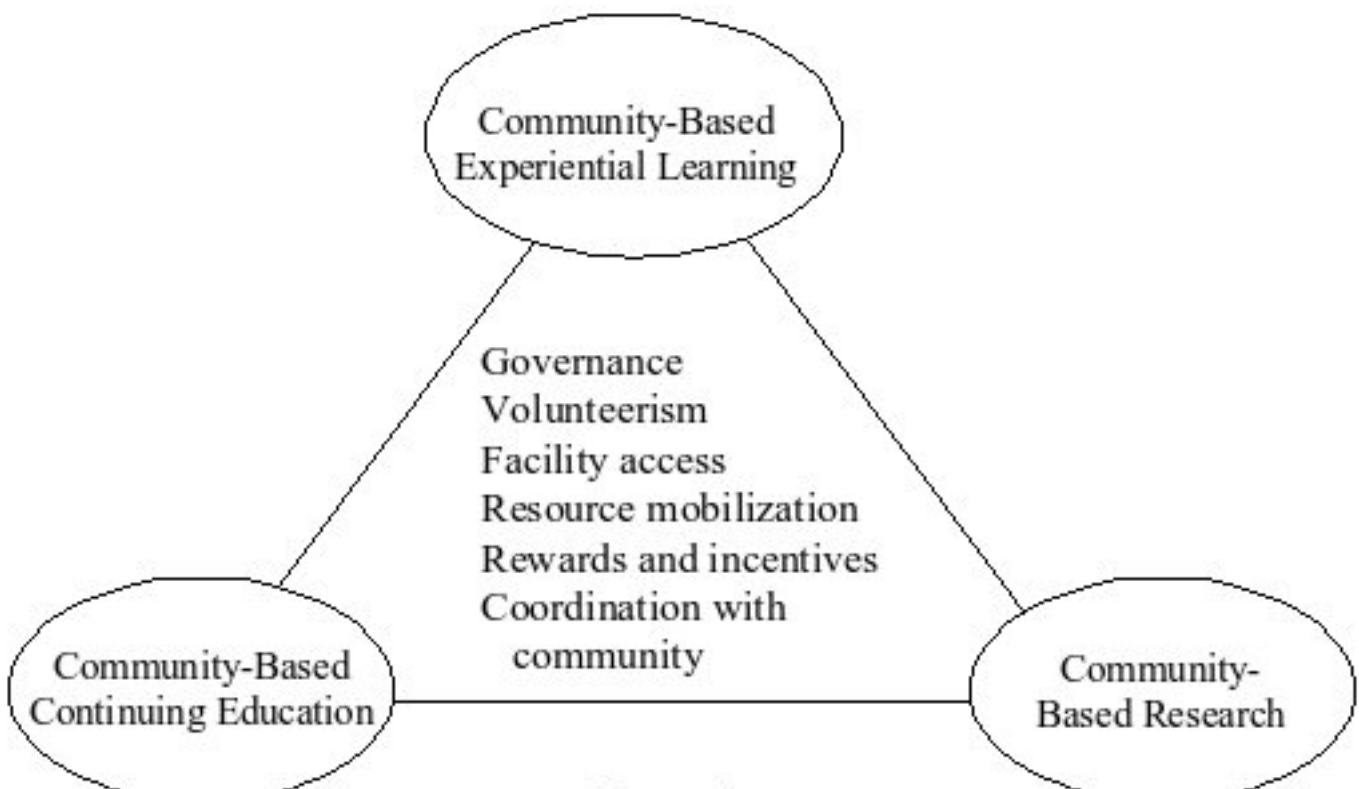 Community-Based
Experiential Learning
Governance
Volunteerism
Facility access
Resource mobilization
Rewards and incentives
Coordination with
community
Community-Based
Continuing Education
Community-
Based Research